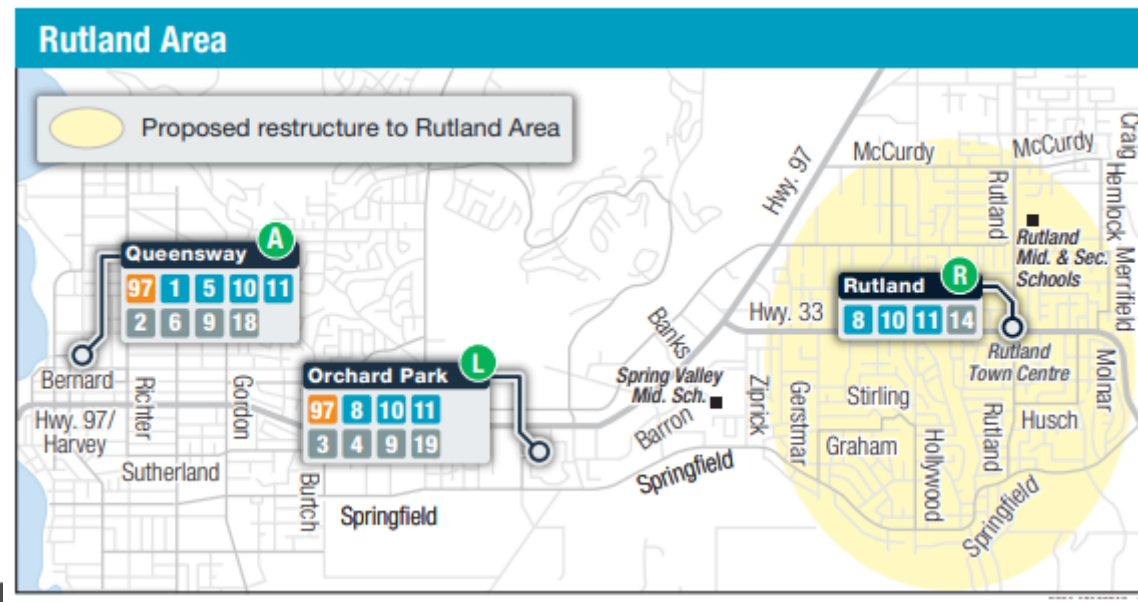 Rutland Area
Proposed restructure to Rutland Area
McCurdy
McCurdy
Craig
Hemlock
Merrifield
Hwy. 97
Rutland
Rutland
Mid. & Sec.
Schools
Queensway A
97 1 5 10 11
2 6 9 18
Rutland R
8 10 11 14
Hwy. 33
Banks
Rutland
Town Centre
Molnar
Bernard
Richter
Gordon
Orchard Park L
97 8 10 11
3 4 9 19
Spring Valley
Mid. Sch.
Ziprick
Gerstmar
Stirling
Rutland
Husch
Hwy. 97/
Harvey
Barron
Graham
Hollywood
Sutherland
Burtch
Springfield
Springfield
Springfield